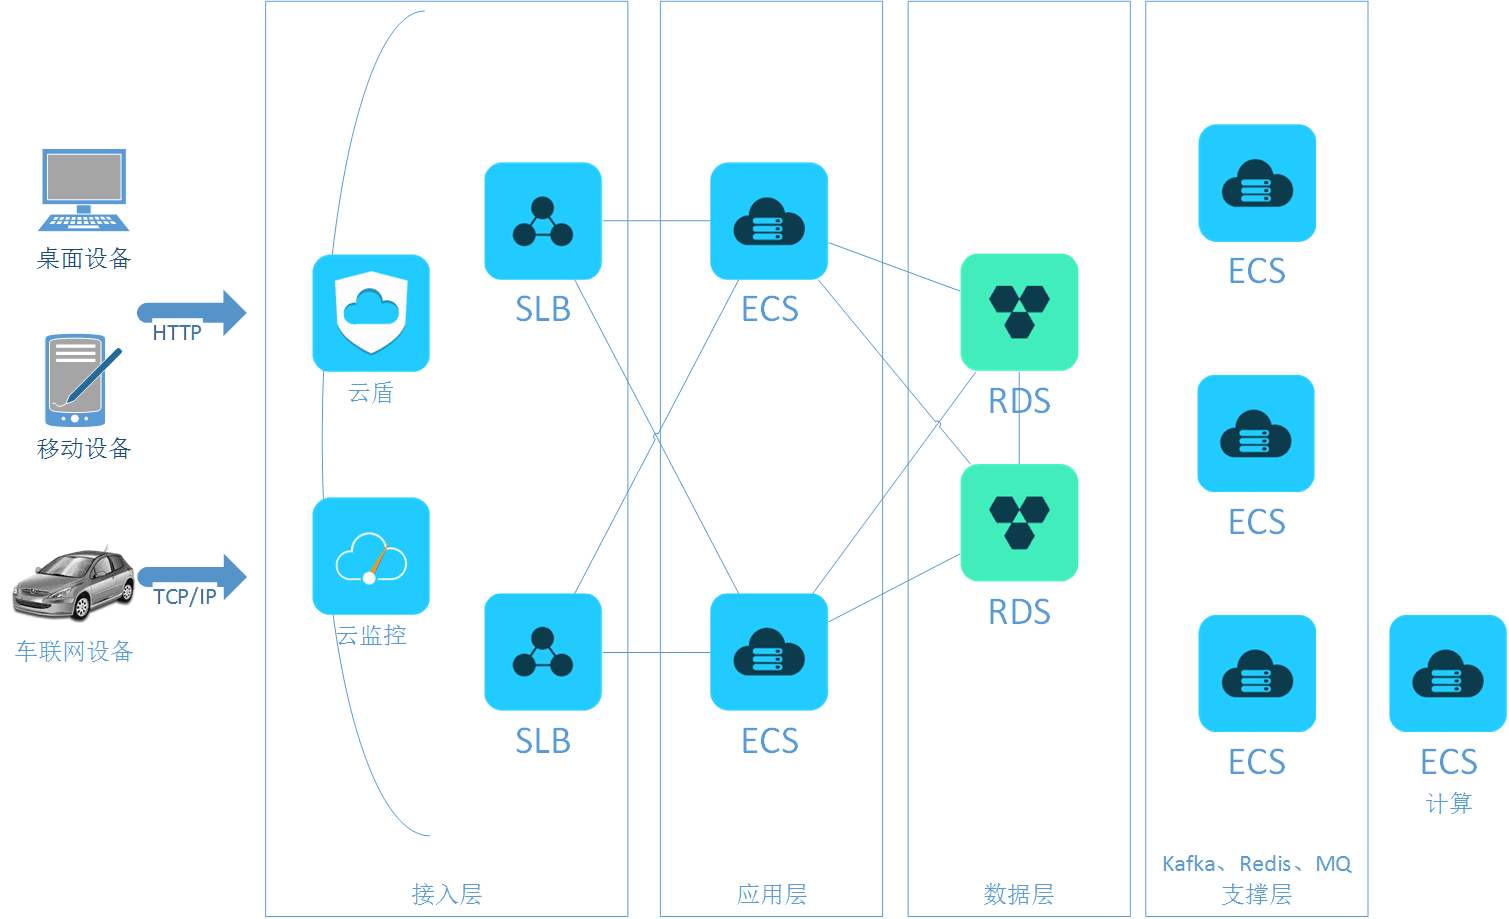 桌面设备
HTTP
移动设备
TCP/IP
车联网设备
云盾
云监控
SLB
SLB
接入层
ECS
ECS
应用层
RDS
RDS
数据层
ECS
ECS
ECS
Kafka、Redis、MQ
支撑层
ECS
计算